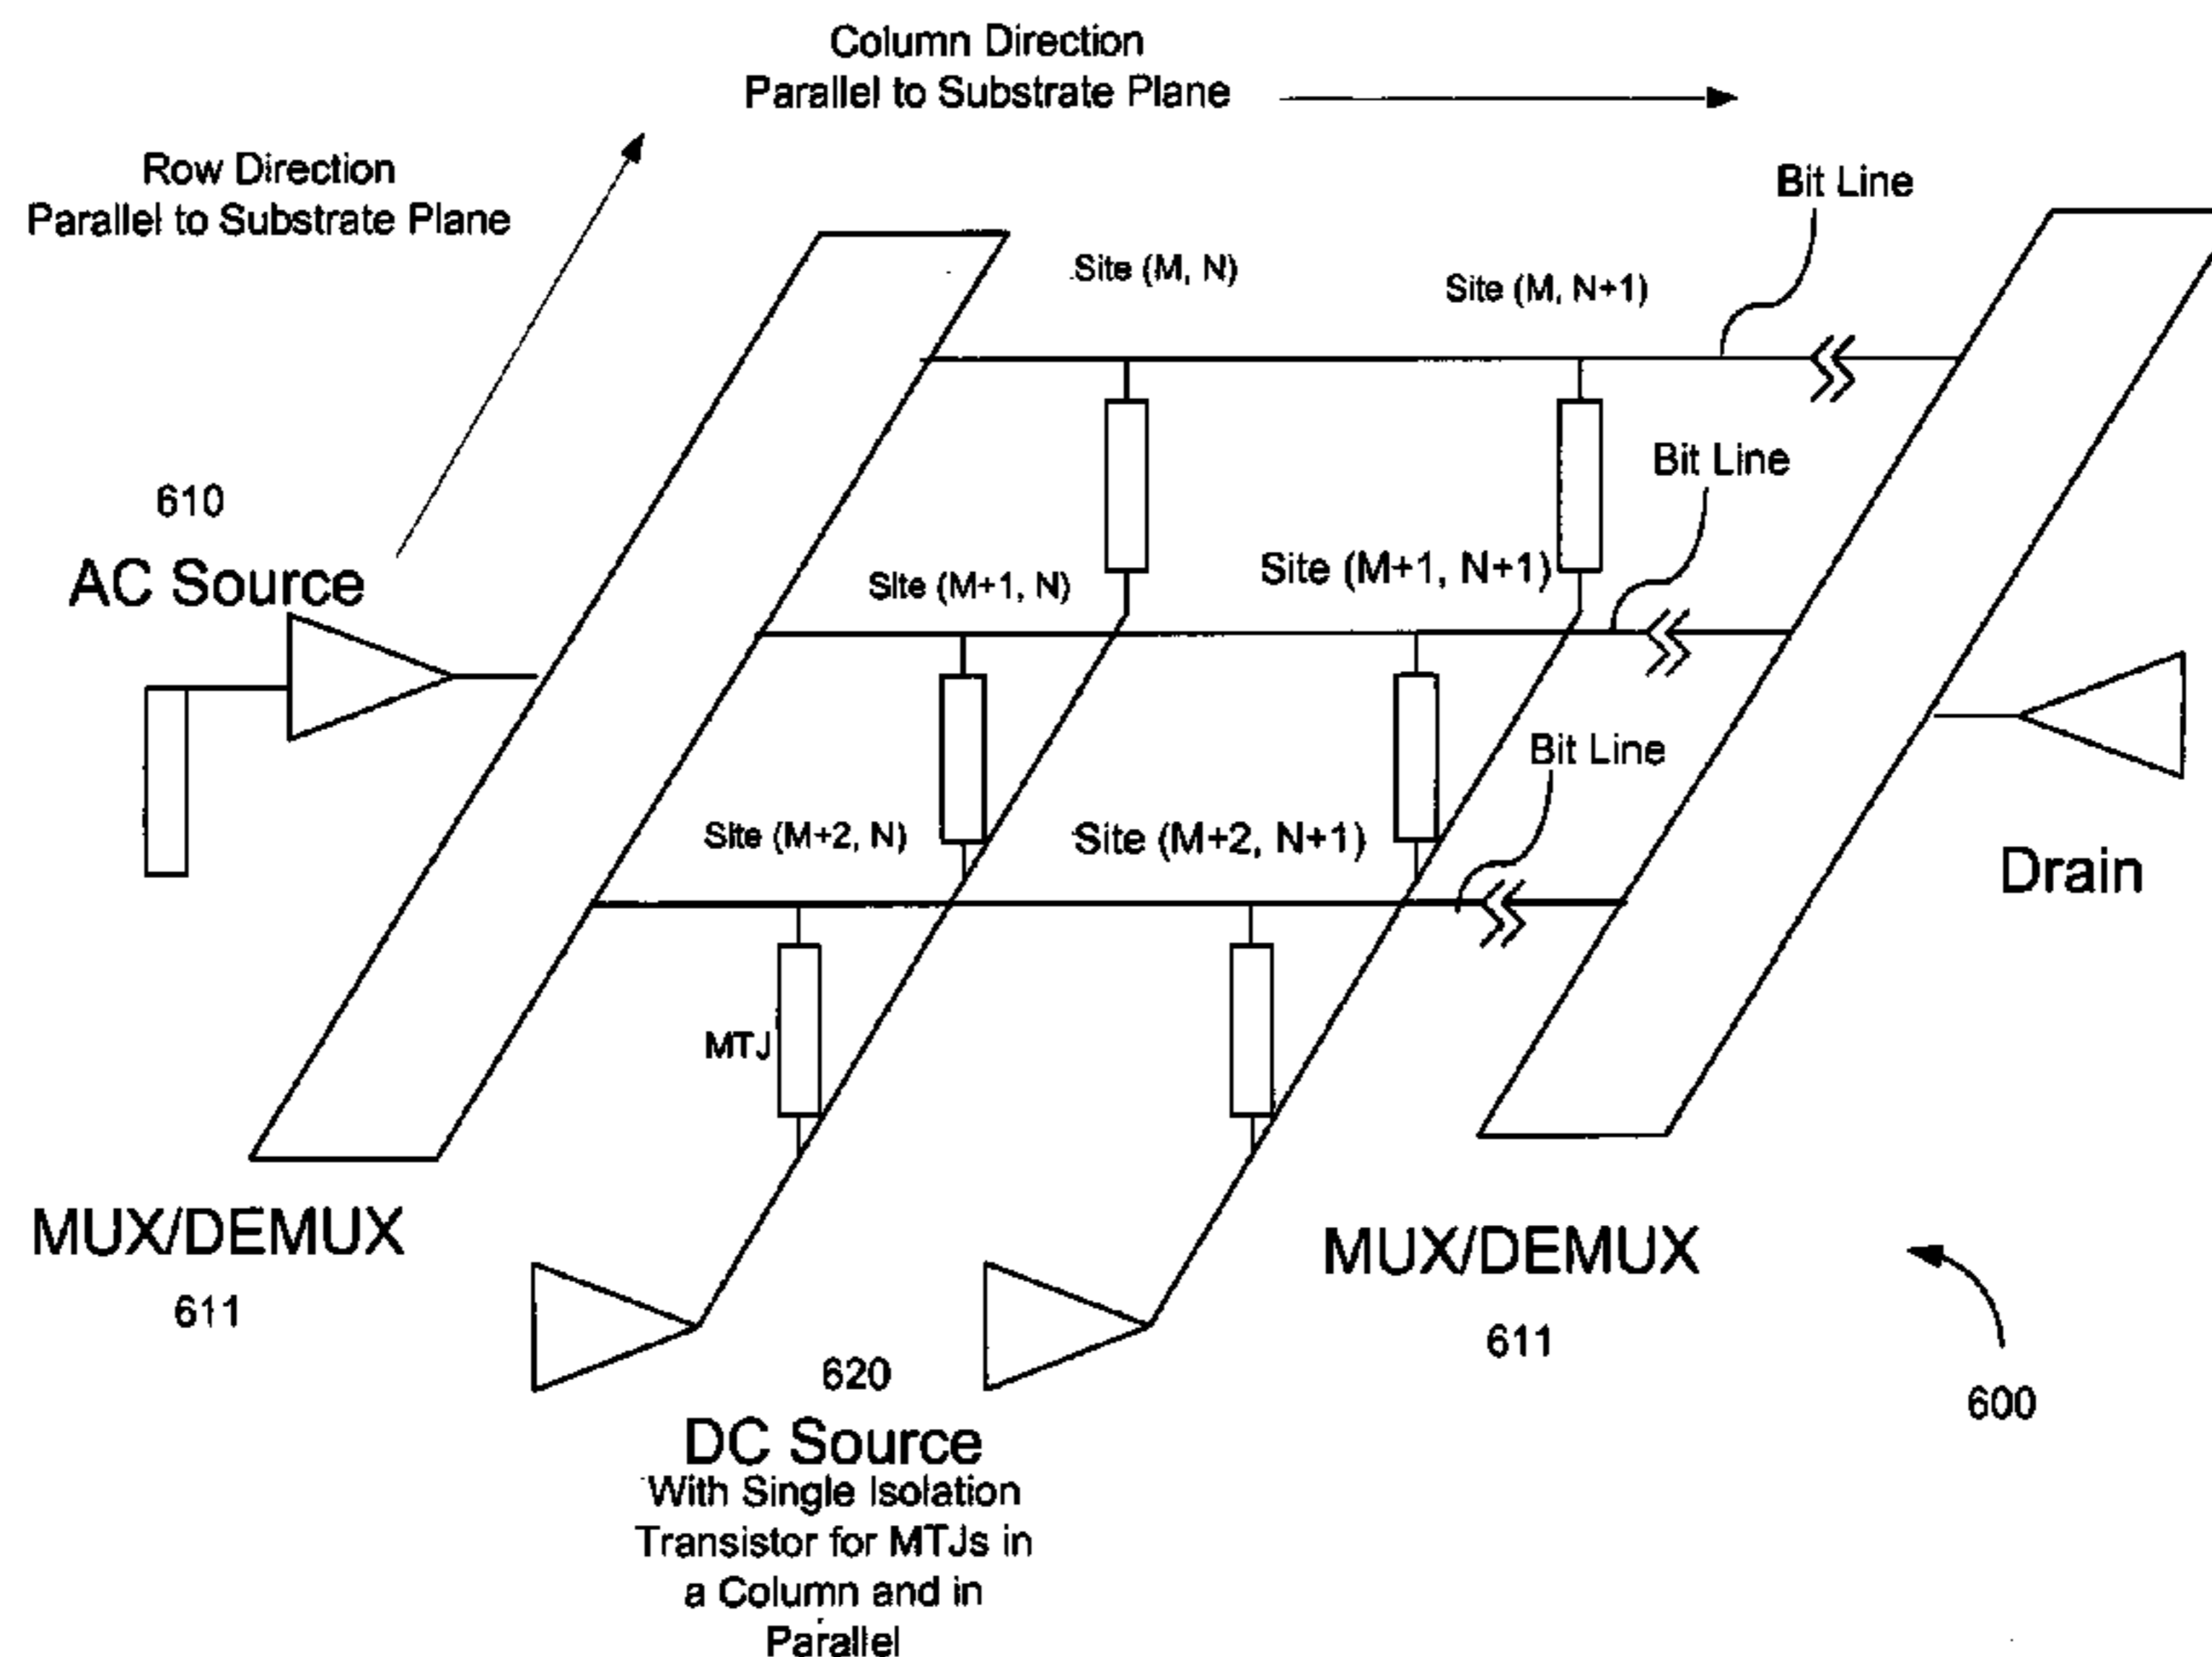 Column Direction
Parallel to Substrate Plane
Row Direction
Parallel to Substrate Plane
Bit Line
Site (M, N)
Site (M, N+1)
Bit Line
610
AC Source
Site (M+1, N)
Site (M+1, N+1)
Bit Line
Site (M+2, N)
Site (M+2, N+1)
Drain
MTJ
MUX/DEMUX
611
MUX/DEMUX
611
620
DC Source
With Single Isolation
Transistor for MTJs in
a Column and in
Parallel
600